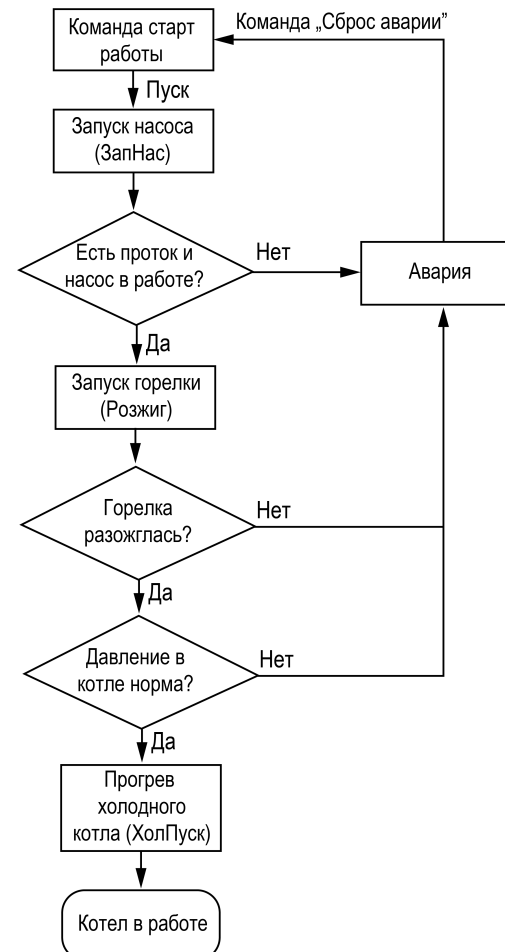 Команда старт
работы
Команда „Сброс аварии”
Пуск
Запуск насоса
(ЗапНас)
Есть проток и
насос в работе?
Нет
Авария
Да
Запуск горелки
(Розжиг)
Горелка
разожглась?
Нет
Да
Давление в
котле норма?
Нет
Да
Прогрев
холодного
котла (ХолПуск)
Котел в работе